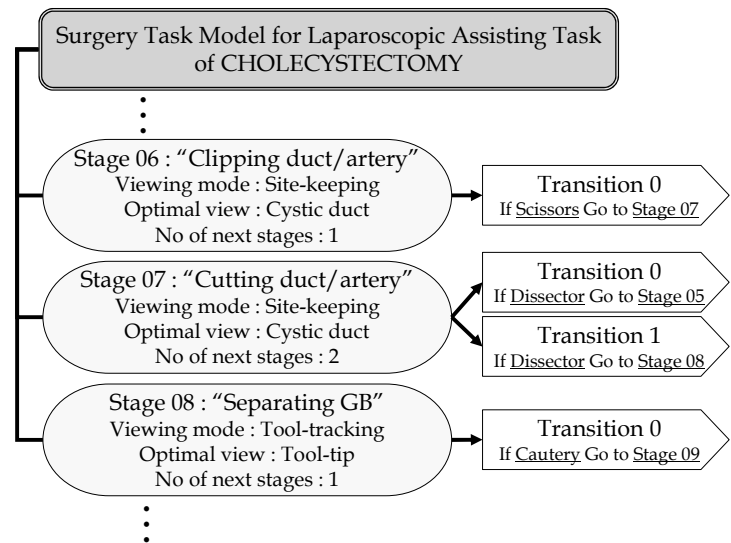 Surgery Task Model for Laparoscopic Assisting Task
of CHOLECYSTECTOMY
Stage 06 : “Clipping duct/artery”
Viewing mode : Site-keeping
Optimal view : Cystic duct
No of next stages : 1
Transition 0
If Scissors Go to Stage 07
Stage 07 : “Cutting duct/artery”
Viewing mode : Site-keeping
Optimal view : Cystic duct
No of next stages : 2
Transition 0
If Dissector Go to Stage 05
Transition 1
If Dissector Go to Stage 08
Stage 08 : “Separating GB”
Viewing mode : Tool-tracking
Optimal view : Tool-tip
No of next stages : 1
Transition 0
If Cautery Go to Stage 09